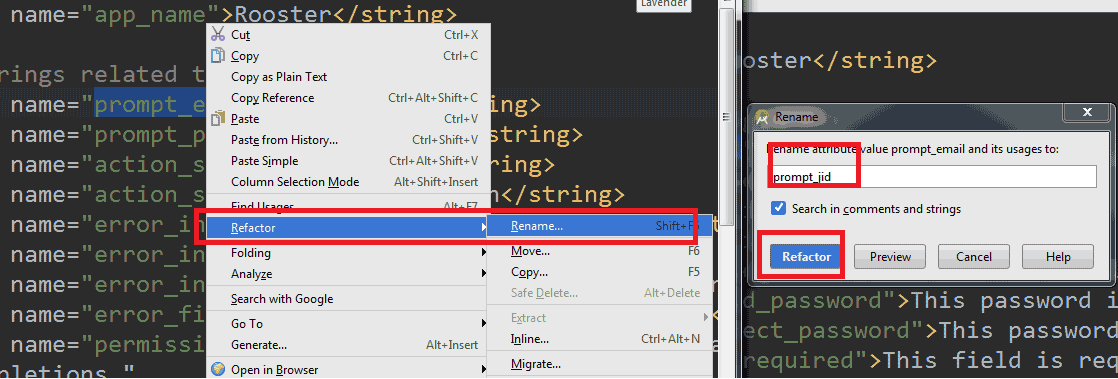 name="app_name">Rooster</string>
Lavender
Cut Ctrl+X
Copy Ctrl+C
Copy as Plain Text
Copy Reference Ctrl+Alt+Shift+C
Paste Ctrl+V
Paste from History... Ctrl+Shift+V
Paste Simple Ctrl+Alt+V
Column Selection Mode Alt+Shift+Insert
Find Usages Alt+F7
Refactor
Folding
Analyze
Search with Google
Go To
Generate... Alt+Insert
Open in Browser
rings related t
name="prompt_e ing>
name="prompt_p tring>
name="action_s
name="action_s n</string>
name="error_in
name="error_in
name="error_in
name="error_fi
name="permissi
pletions."
Rename... Shift+F
Move... F6
Copy... F5
Safe Delete... Alt+Delete
Extract
Inline... Ctrl+Alt+N
Migrate...
oster</string>
Rename
Rename attribute value prompt_email and its usages to:
prompt_jid
Search in comments and strings
Refactor
Preview
Cancel
Help
d_password">This password i
ect_password">This password
required">This field is req